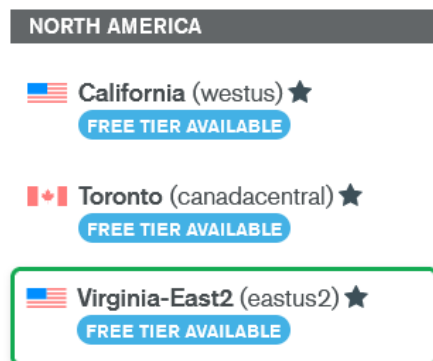 NORTH AMERICA
California (westus) ★
FREE TIER AVAILABLE
Toronto (canadacentral) ★
FREE TIER AVAILABLE
Virginia-East2 (eastus2) ★
FREE TIER AVAILABLE